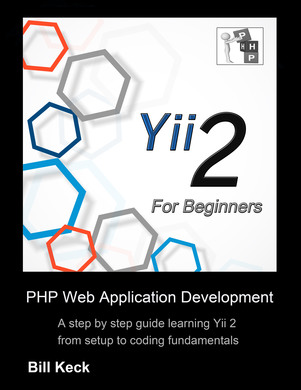 P
H
H P
Yii 2
For Beginners
PHP Web Application Development
A step by step guide learning Yii 2
from setup to coding fundamentals
Bill Keck